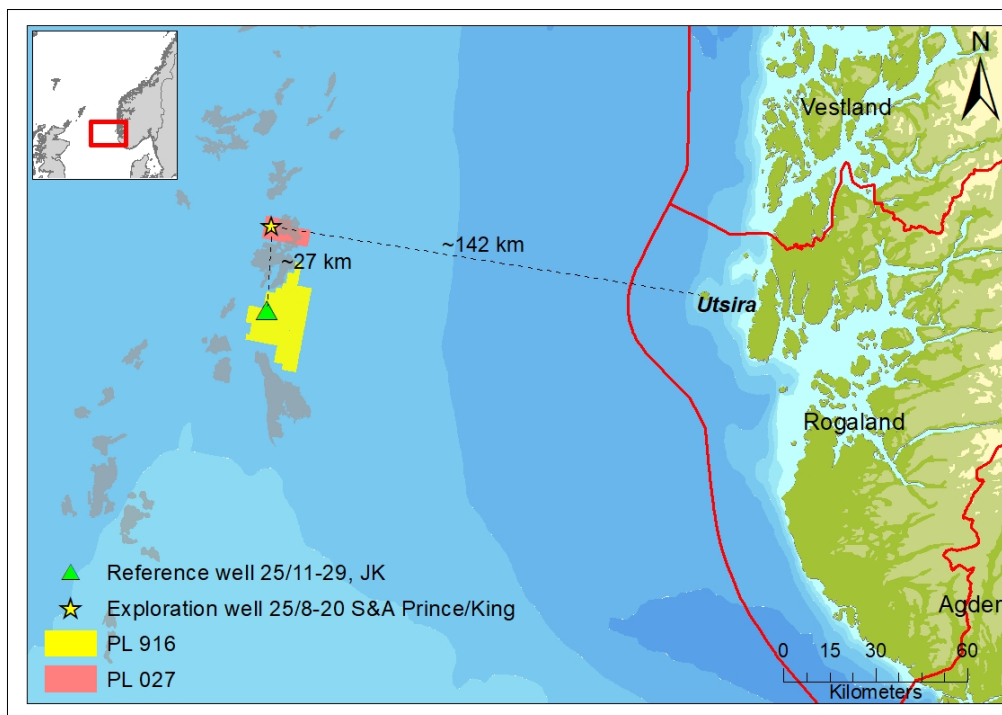 N
Vestland
~142 km
~27 km
Utsira
Rogaland
Reference well 25/11-29, JK
Exploration well 25/8-20 S&A Prince/King
PL 916
PL 027
Agder
0 15 30 60
Kilometers